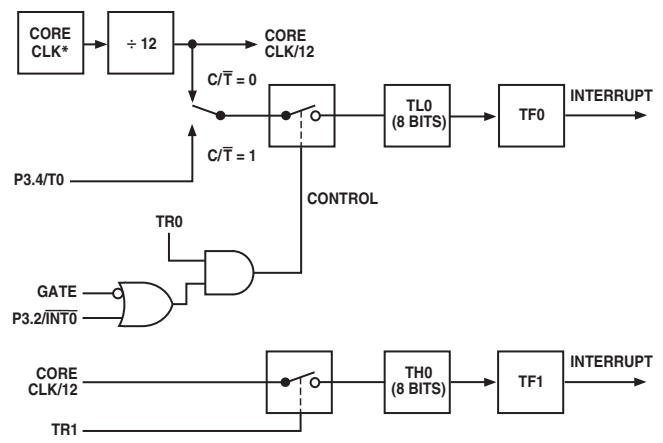 CORE
CLK*
÷ 12
CORE
CLK/12
C/T̅ = 0
TL0
(8 BITS)
TF0
INTERRUPT
C/T̅ = 1
P3.4/T0
CONTROL
TR0
GATE
P3.2/I̅N̅T̅0̅
CORE
CLK/12
TH0
(8 BITS)
TF1
INTERRUPT
TR1